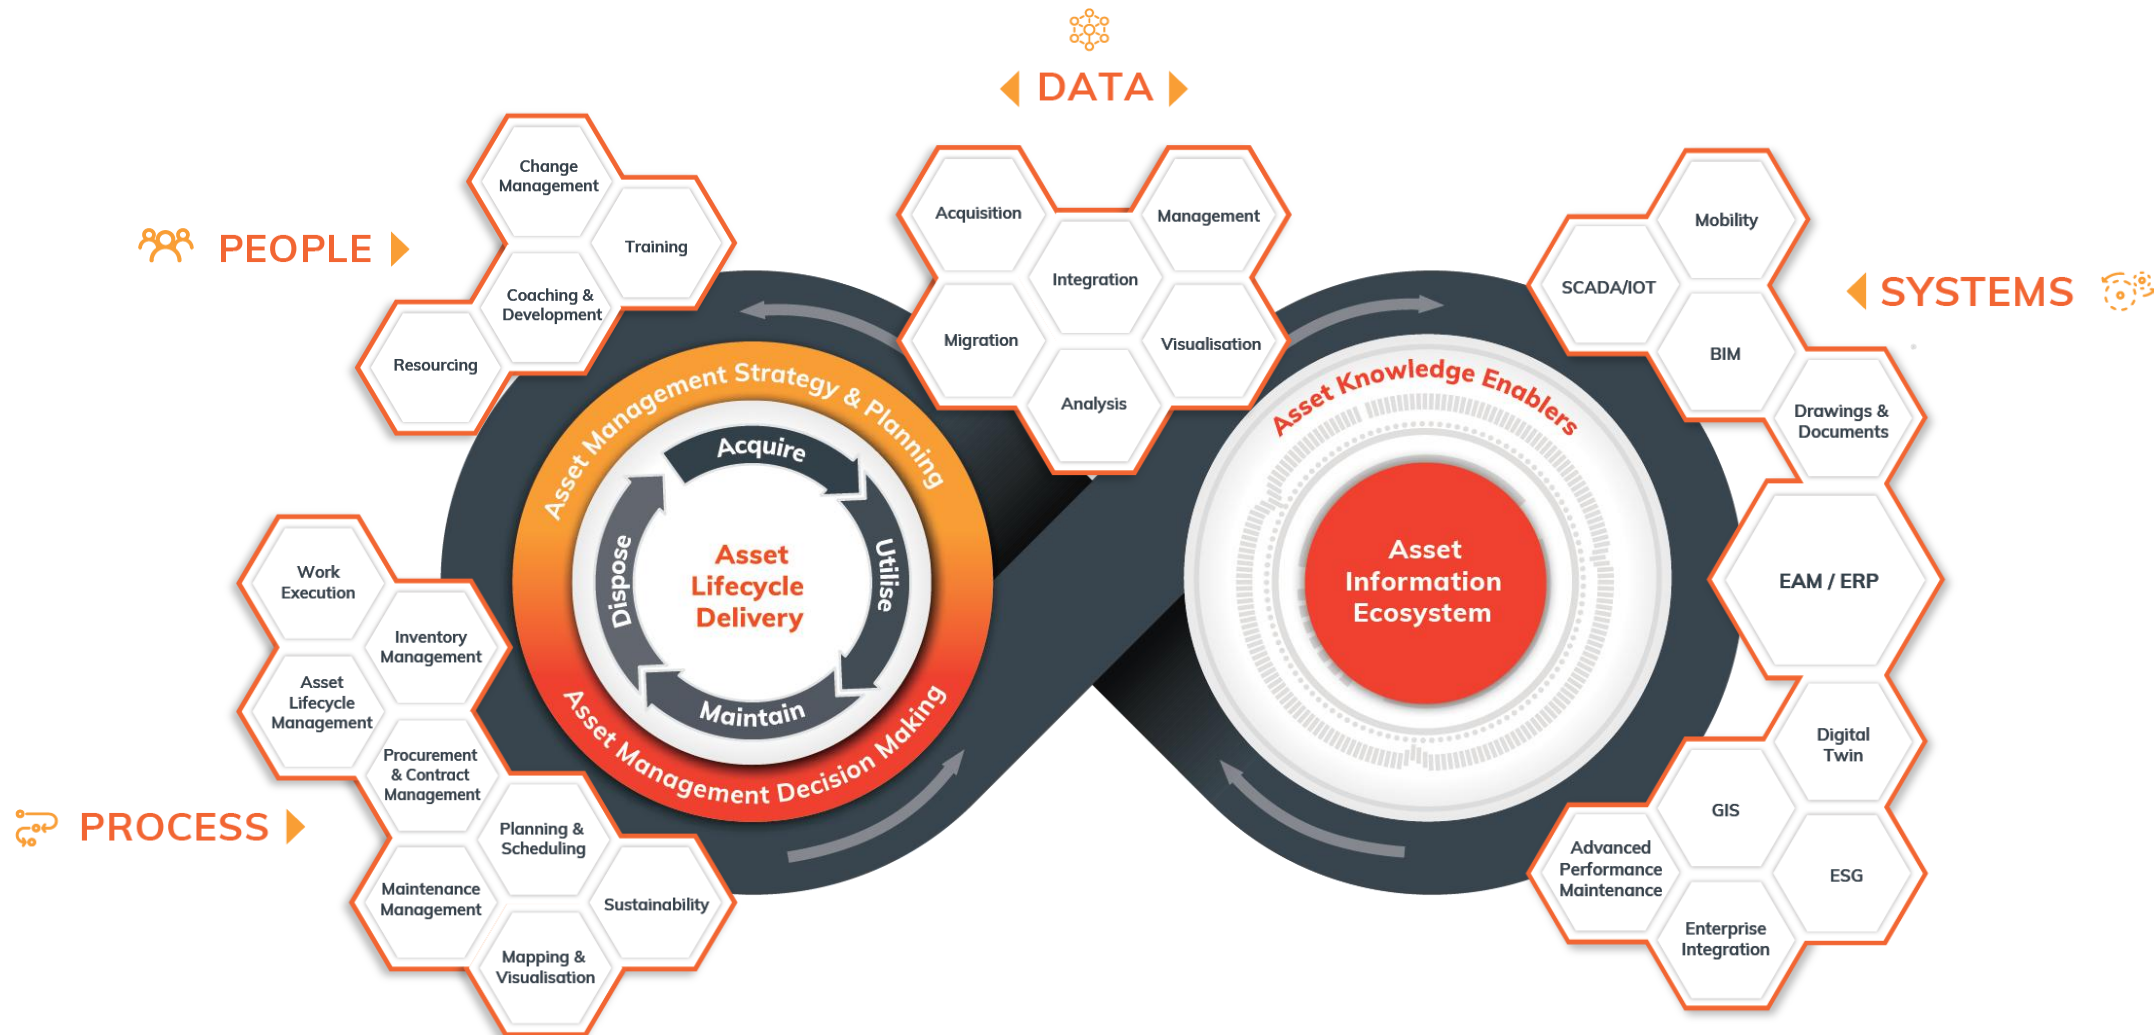 DATA
PEOPLE
Change
Management
Training
Coaching &
Development
Resourcing
Acquisition
Management
Integration
Migration
Visualisation
Analysis
Mobility
SCADA/IOT
BIM
Drawings &
Documents
SYSTEMS
EAM / ERP
Digital
Twin
GIS
Advanced
Performance
Maintenance
ESG
Enterprise
Integration
Asset Management Strategy & Planning
Acquire
Utilise
Maintain
Dispose
Asset
Lifecycle
Delivery
Asset Management Decision Making
Asset Knowledge Enablers
Asset
Information
Ecosystem
PROCESS
Work
Execution
Inventory
Management
Asset
Lifecycle
Management
Procurement
& Contract
Management
Planning &
Scheduling
Maintenance
Management
Sustainability
Mapping &
Visualisation